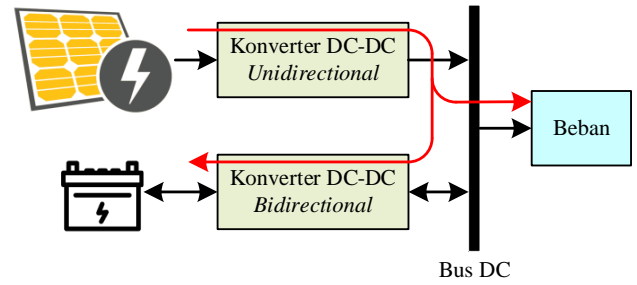 Konverter DC-DC
Unidirectional
Beban
Konverter DC-DC
Bidirectional
Bus DC